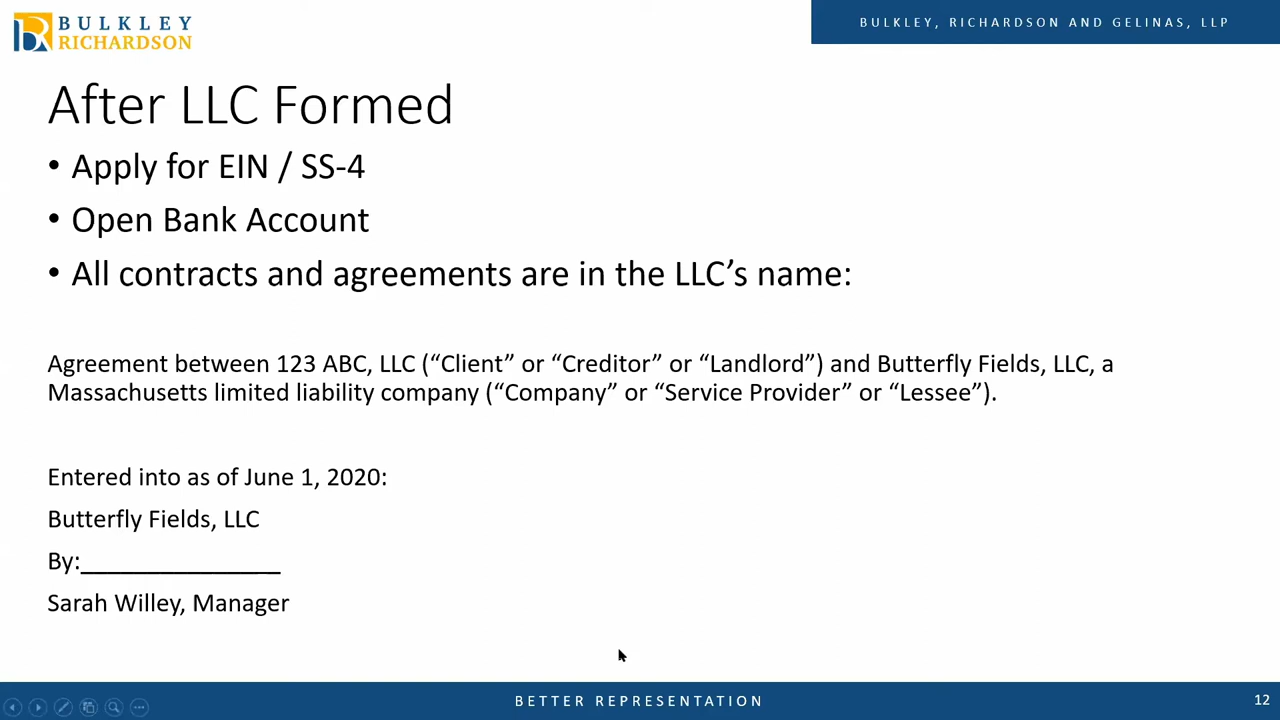 BULKLEY
RICHARDSON
BULKLEY, RICHARDSON AND GELINAS, LLP
After LLC Formed
• Apply for EIN / SS-4
• Open Bank Account
• All contracts and agreements are in the LLC’s name:
Agreement between 123 ABC, LLC (“Client” or “Creditor” or “Landlord”) and Butterfly Fields, LLC, a
Massachusetts limited liability company (“Company” or “Service Provider” or “Lessee”).
Entered into as of June 1, 2020:
Butterfly Fields, LLC
By:_______________
Sarah Willey, Manager
BETTER REPRESENTATION
12